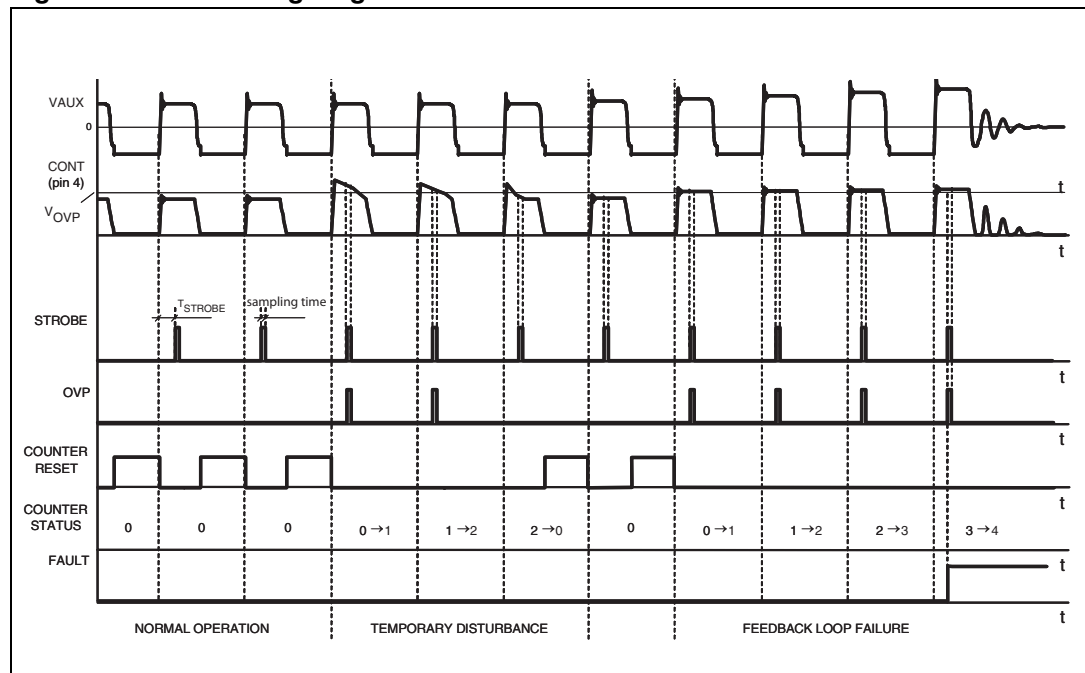 VAUX
0
t
CONT
(pin 4)
VOVP
t
TSTROBE
sampling time
STROBE
t
OVP
t
COUNTER
RESET
t
COUNTER
STATUS
0
0
0
0→1
1→2
2→0
0
0→1
1→2
2→3
3→4
FAULT
t
t
NORMAL OPERATION
TEMPORARY DISTURBANCE
FEEDBACK LOOP FAILURE